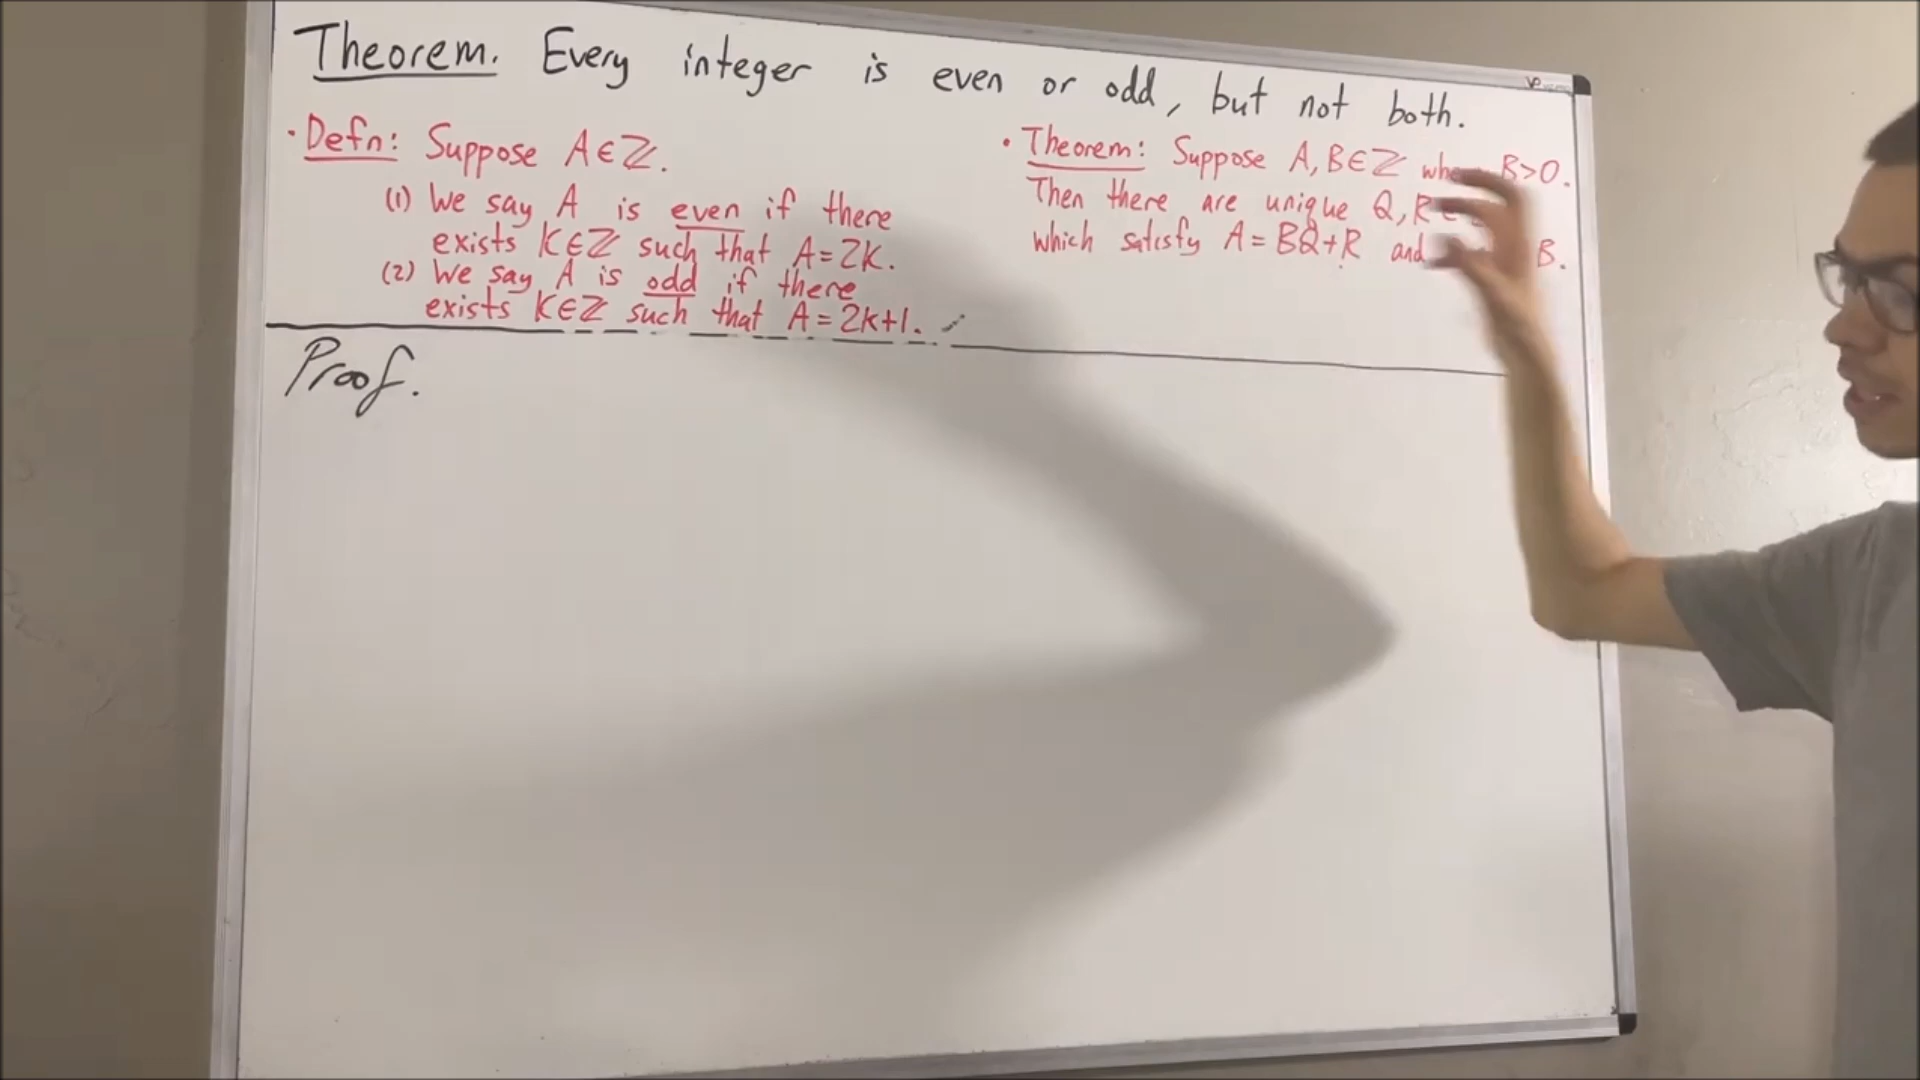 Theorem. Every integer is even or odd, but not both.
• Defn: Suppose A∈ℤ.
(1) We say A is even if there
exists K∈ℤ such that A=2K.
(2) We say A is odd if there
exists K∈ℤ such that A=2K+1.
• Theorem: Suppose A, B∈ℤ B>0.
Then there are unique Q, R
which satisfy A=BQ+R and B.
Proof.